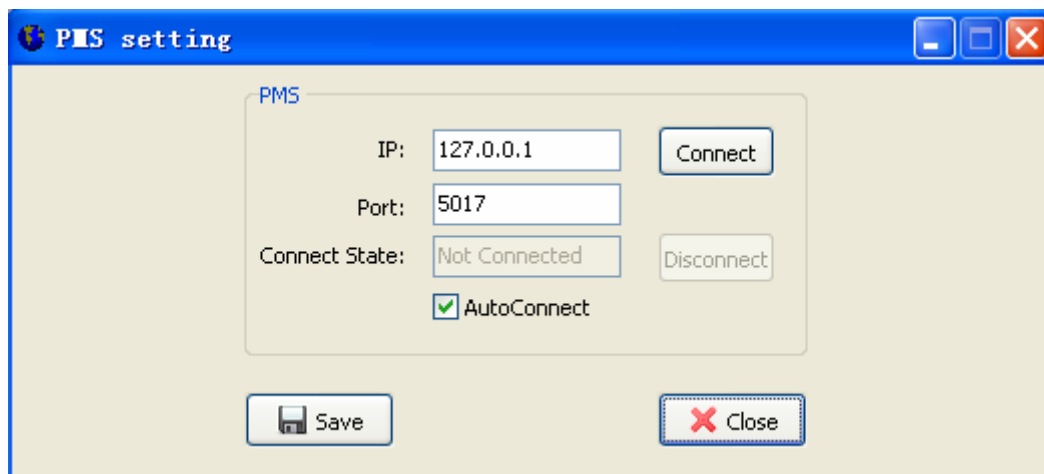 PMS setting
PMS
IP: 127.0.0.1 Connect
Port: 5017
Connect State: Not Connected Disconnect
AutoConnect
Save Close